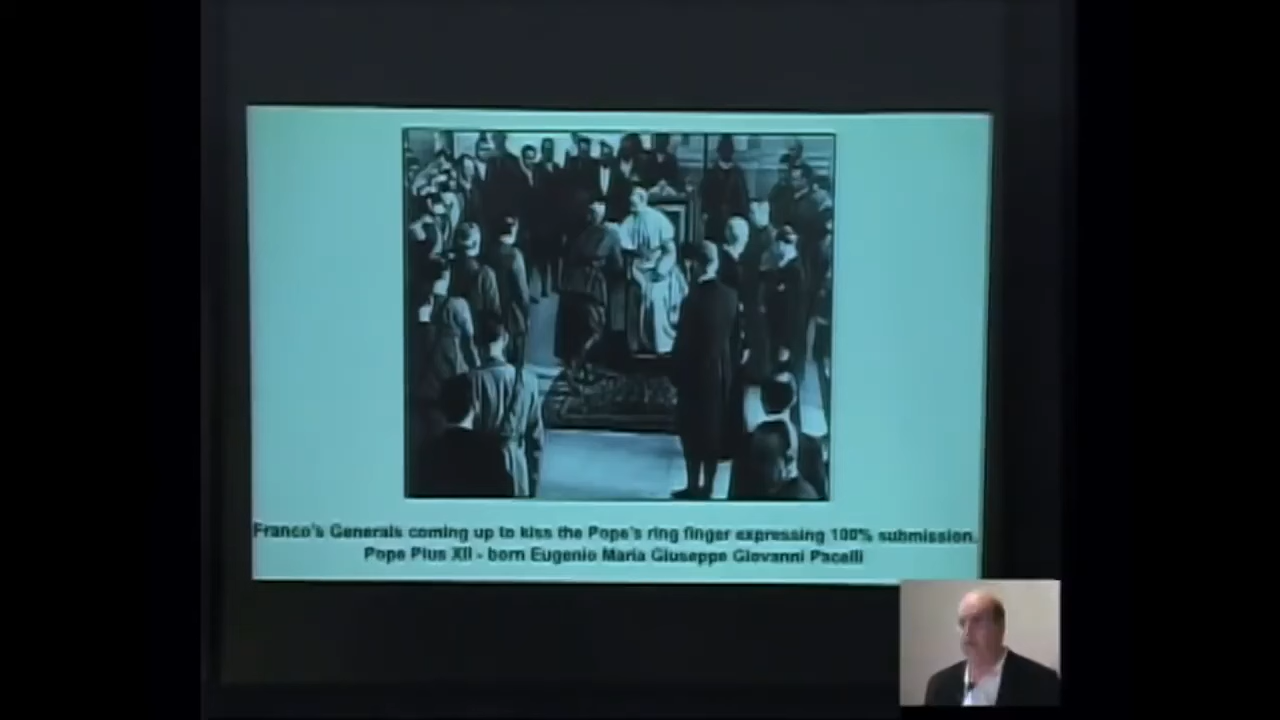 Franco's Generals coming up to kiss the Pope's ring finger expressing 100% submission.
Pope Pius XII - born Eugenio Maria Giuseppe Giovanni Pacelli